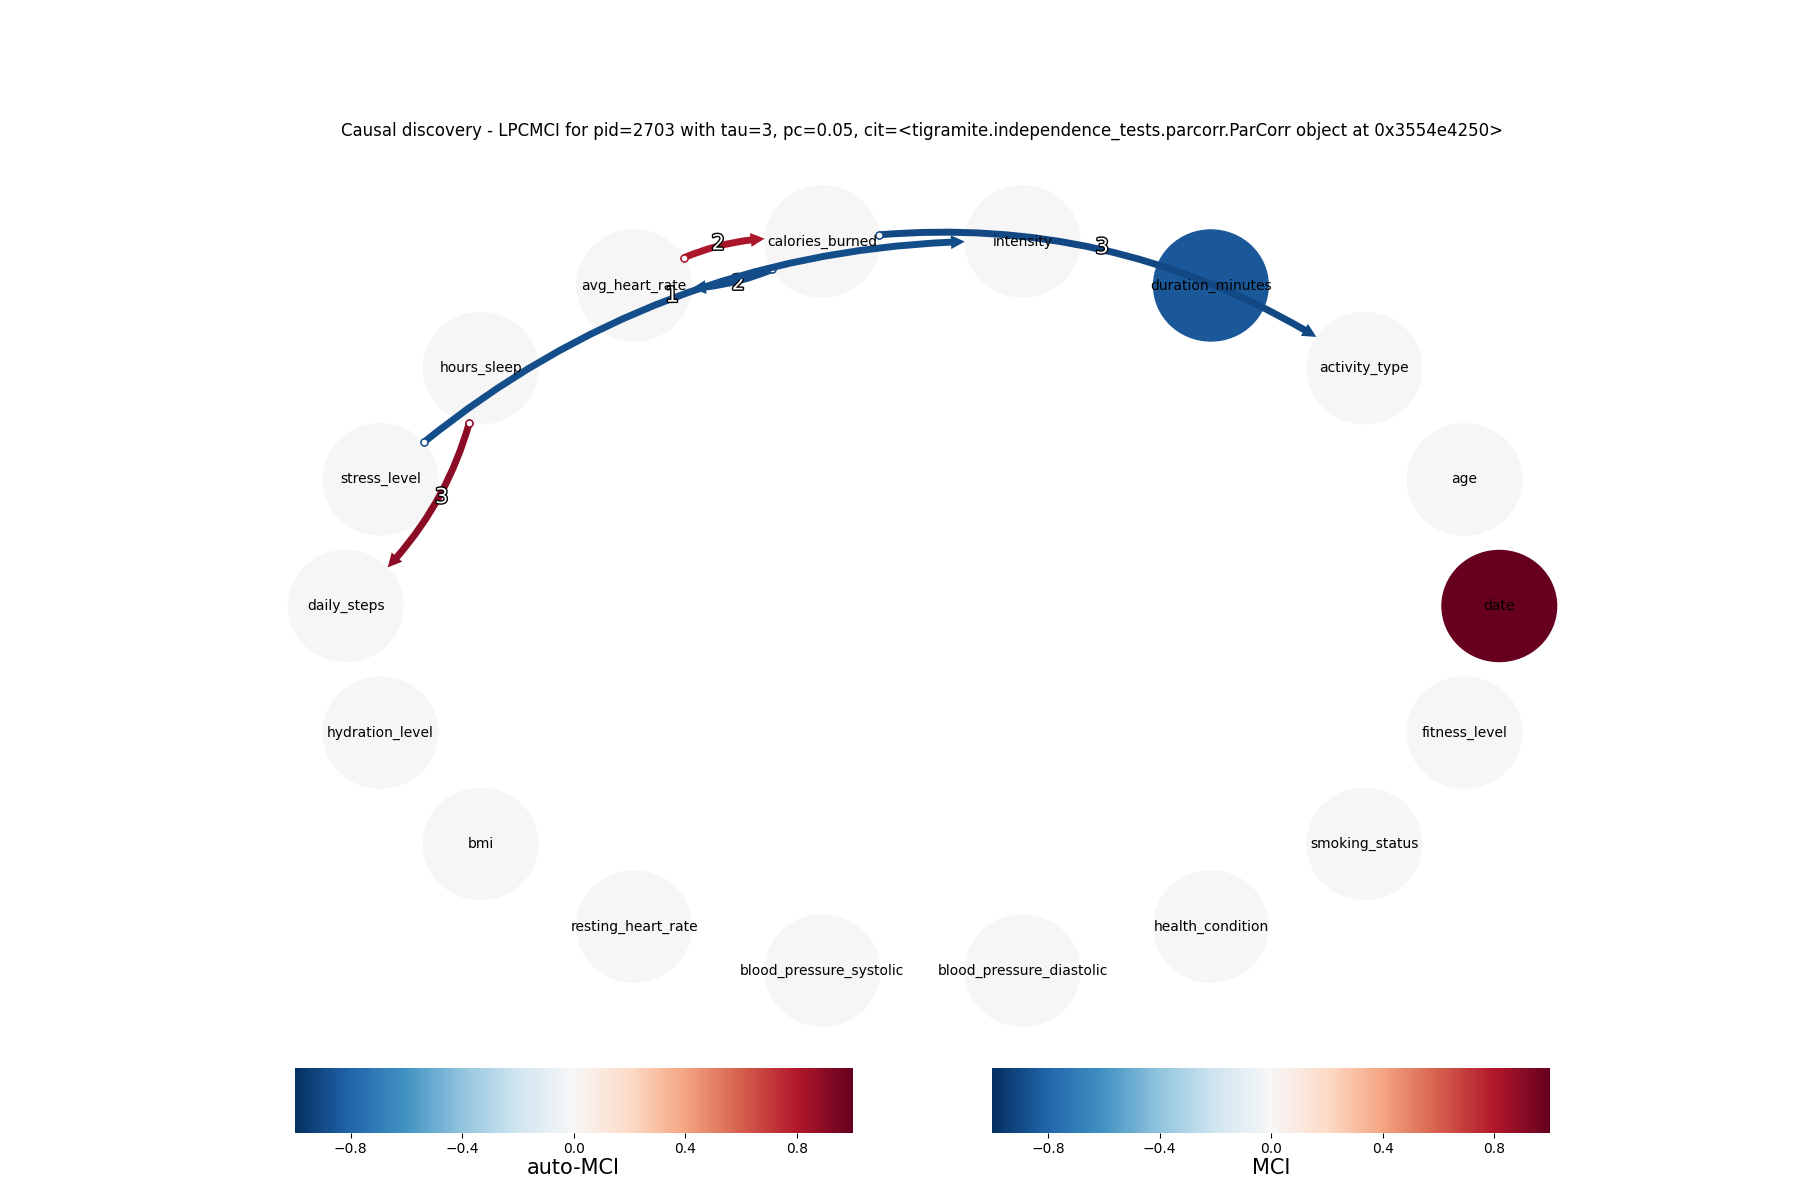 Causal discovery - LPCMCI for pid=2703 with tau=3, pc=0.05, cit=<tigramite.independence_tests.parcorr.ParCorr object at 0x3554e4250>
calories_burned
intensity
2
3
avg_heart_rate
2
1
duration_minutes
hours_sleep
activity_type
stress_level
3
age
daily_steps
date
hydration_level
fitness_level
bmi
smoking_status
resting_heart_rate
health_condition
blood_pressure_systolic
blood_pressure_diastolic
−0.8 −0.4 0.0 0.4 0.8
auto-MCI
−0.8 −0.4 0.0 0.4 0.8
MCI